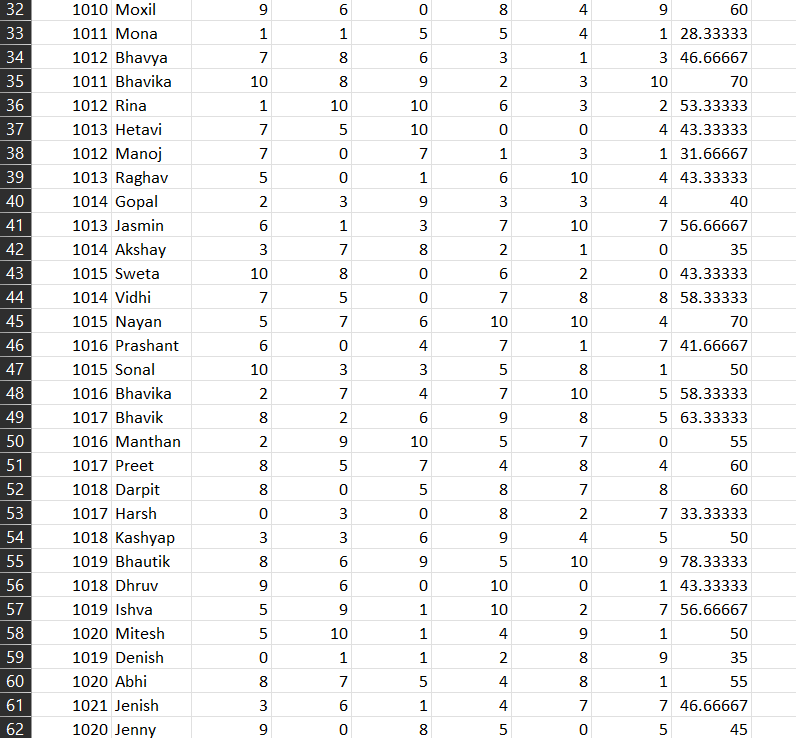 32 1010 Moxil 9 6 0 8 4 9 60
33 1011 Mona 1 1 5 5 4 1 28.33333
34 1012 Bhavya 7 8 6 3 1 3 46.66667
35 1011 Bhavika 10 8 9 2 3 10 70
36 1012 Rina 1 10 10 6 3 2 53.33333
37 1013 Hetavi 7 5 10 0 0 4 43.33333
38 1012 Manoj 7 0 7 1 3 1 31.66667
39 1013 Raghav 5 0 1 6 10 4 43.33333
40 1014 Gopal 2 3 9 3 3 4 40
41 1013 Jasmin 6 1 3 7 10 7 56.66667
42 1014 Akshay 3 7 8 2 1 0 35
43 1015 Sweta 10 8 0 6 2 0 43.33333
44 1014 Vidhi 7 5 0 7 8 8 58.33333
45 1015 Nayan 5 7 6 10 10 4 70
46 1016 Prashant 6 0 4 7 1 7 41.66667
47 1015 Sonal 10 3 3 5 8 1 50
48 1016 Bhavika 2 7 4 7 10 5 58.33333
49 1017 Bhavik 8 2 6 9 8 5 63.33333
50 1016 Manthan 2 9 10 5 7 0 55
51 1017 Preet 8 5 7 4 8 4 60
52 1018 Darpit 8 0 5 8 7 8 60
53 1017 Harsh 0 3 0 8 2 7 33.33333
54 1018 Kashyap 3 3 6 9 4 5 50
55 1019 Bhautik 8 6 9 5 10 9 78.33333
56 1018 Dhruv 9 6 0 10 0 1 43.33333
57 1019 Ishva 5 9 1 10 2 7 56.66667
58 1020 Mitesh 5 10 1 4 9 1 50
59 1019 Denish 0 1 1 2 8 9 35
60 1020 Abhi 8 7 5 4 8 1 55
61 1021 Jenish 3 6 1 4 7 7 46.66667
62 1020 Jenny 9 0 8 5 0 5 45